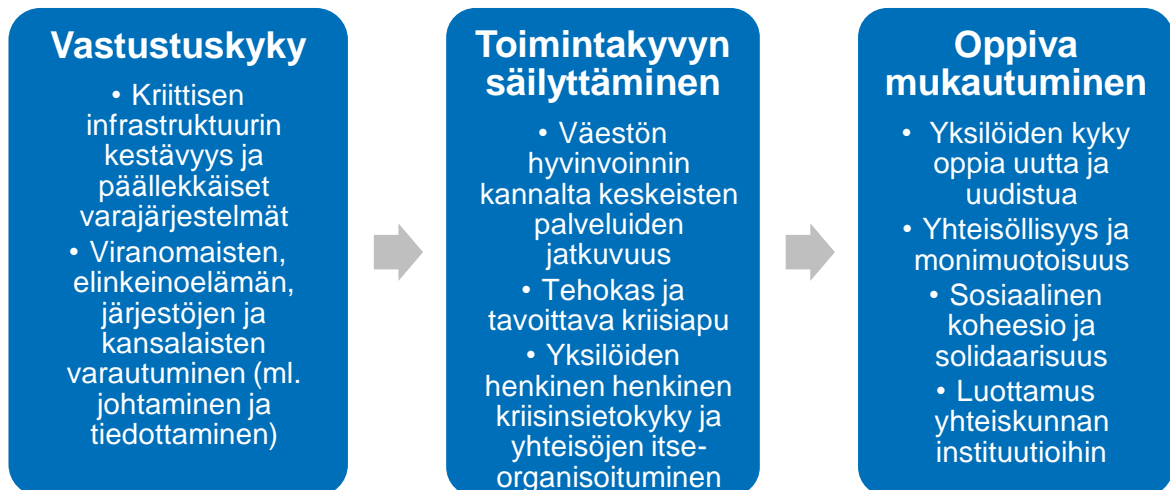 Vastustuskyky
• Kriittisen
infrastruktuurin
kestävyys ja
päällekkäiset
varajärjestelmät
• Viranomaisten,
elinkeinoelämän,
järjestöjen ja
kansalaisten
varautuminen (ml.
johtaminen ja
tiedottaminen)
Toimintakyvyn
säilyttäminen
• Väestön
hyvinvoinnin
kannalta keskeisten
palveluiden
jatkuvuus
• Tehokas ja
tavoittava kriisiapu
• Yksilöiden
henkinen henkinen
kriisinsietokyky ja
yhteisöjen itse-
organisoituminen
Oppiva
mukautuminen
• Yksilöiden kyky
oppia uutta ja
uudistua
• Yhteisöllisyys ja
monimuotoisuus
• Sosiaalinen
koheesio ja
solidaarisuus
• Luottamus
yhteiskunnan
instituutioihin